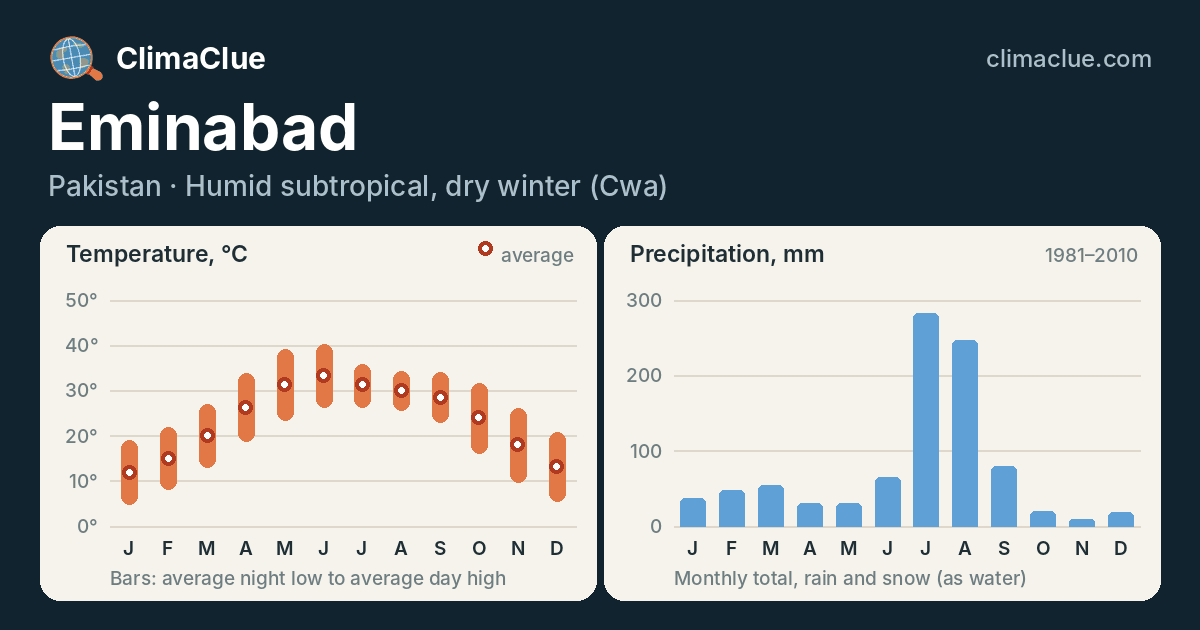 ClimaClue
climaclue.com
Eminabad
Pakistan · Humid subtropical, dry winter (Cwa)
Temperature, °C
average
50°
40°
30°
20°
10°
0°
J F M A M J J A S O N D
Bars: average night low to average day high
Precipitation, mm
1981–2010
300
200
100
0
J F M A M J J A S O N D
Monthly total, rain and snow (as water)